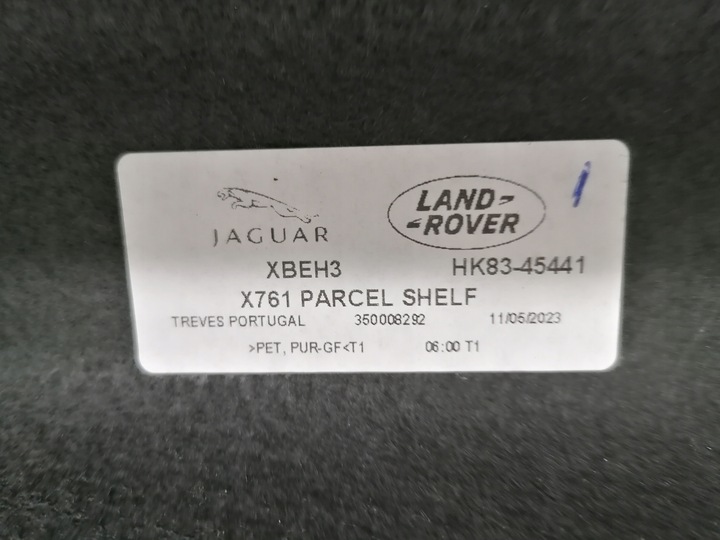 JAGUAR
LAND-
-ROVER
XBEH3 HK83-45441
X761 PARCEL SHELF
TREVES PORTUGAL 350008292 11/05/2023
>PET, PUR-GF<T1 06:00 T1